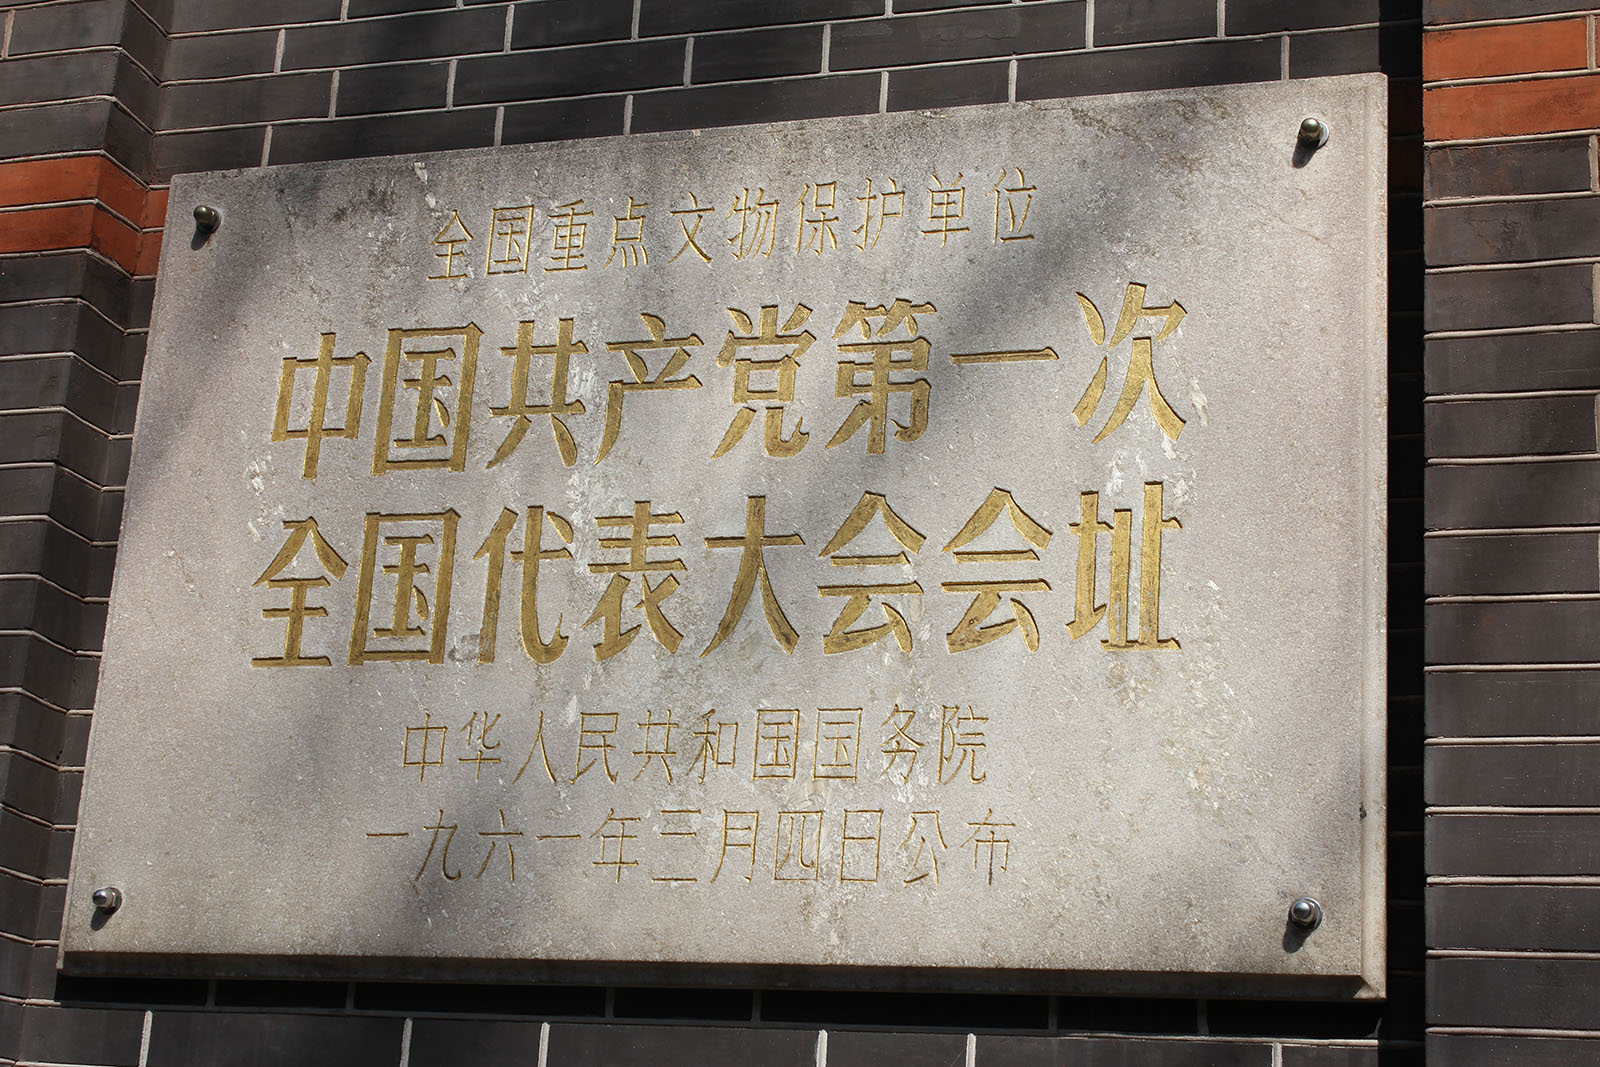 全国重点文物保护单位
中国共产党第一次
全国代表大会会址
中华人民共和国国务院
一九六一年三月四日公布